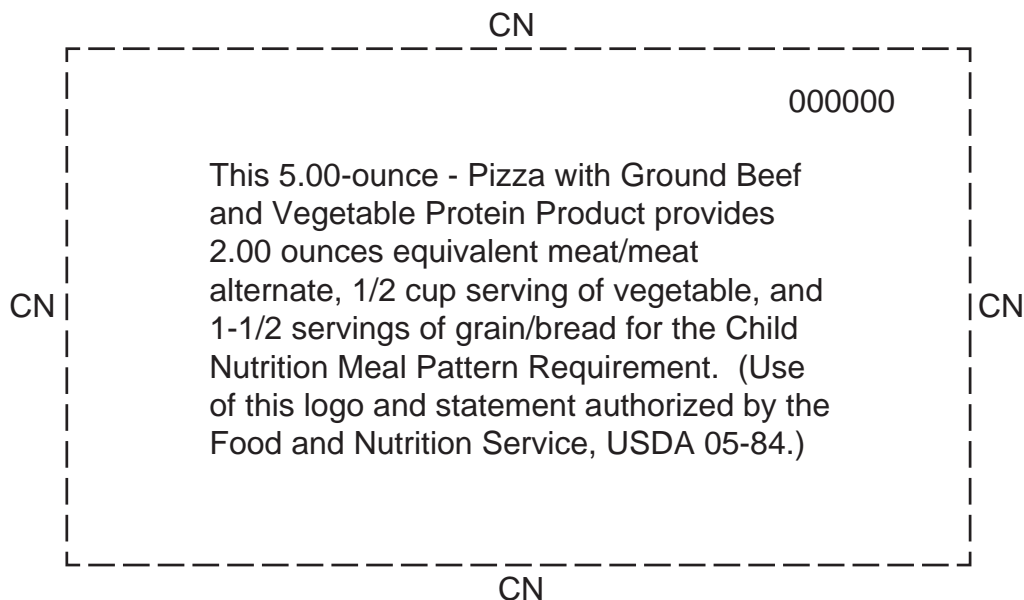 CN
000000
This 5.00-ounce - Pizza with Ground Beef
and Vegetable Protein Product provides
2.00 ounces equivalent meat/meat
alternate, 1/2 cup serving of vegetable, and
CN
CN
1-1/2 servings of grain/bread for the Child
Nutrition Meal Pattern Requirement.  (Use
of this logo and statement authorized by the
Food and Nutrition Service, USDA 05-84.)
CN